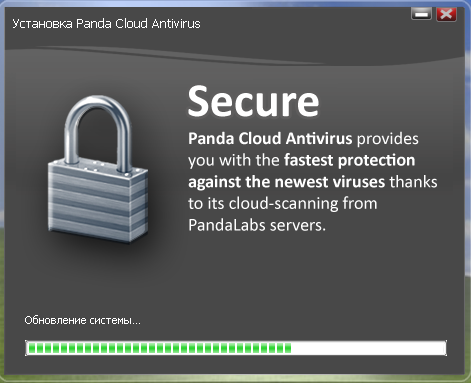 Установка Panda Cloud Antivirus
Secure
Panda Cloud Antivirus provides
you with the fastest protection
against the newest viruses thanks
to its cloud-scanning from
PandaLabs servers.
Обновление системы...